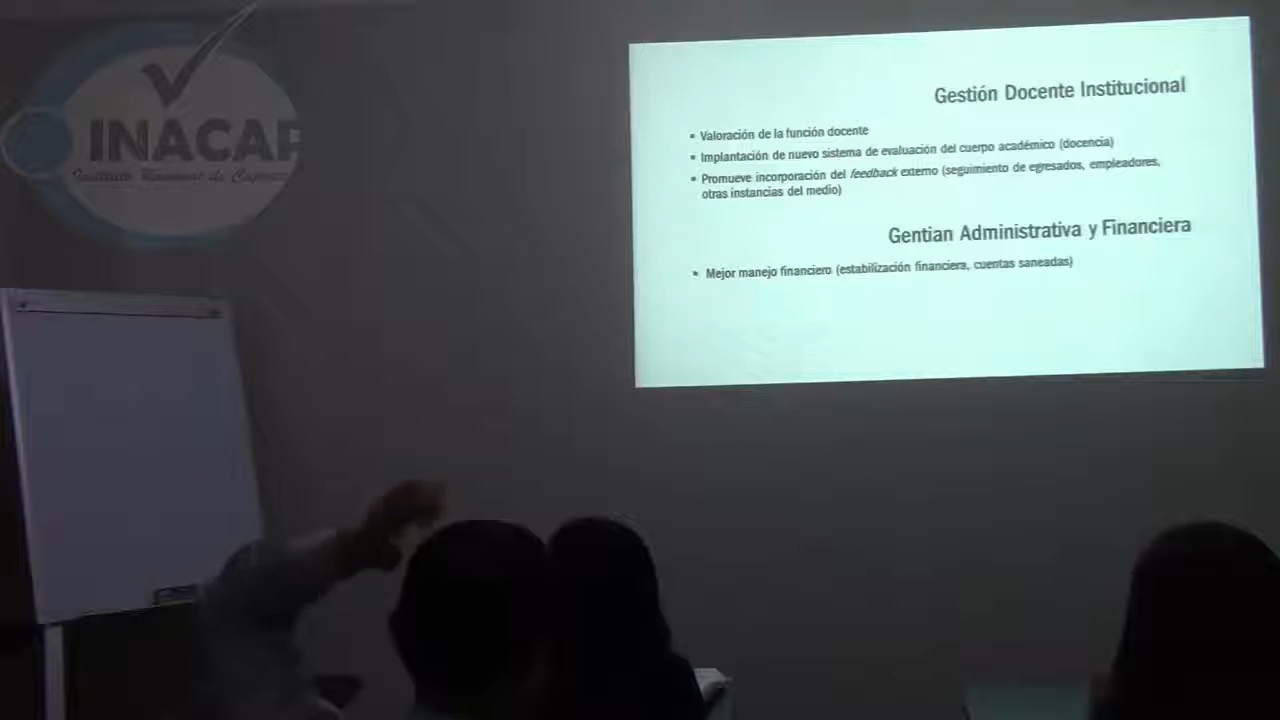 INACAP
Gestión Docente Institucional
Valoración de la función docente
Implantación de nuevo sistema de evaluación del cuerpo académico (docencia)
Promueve incorporación del feedback externo (seguimiento de egresados, empleadores,
otras instancias del medio)
Gentian Administrativa y Financiera
Mejor manejo financiero (estabilización financiera, cuentas saneadas)